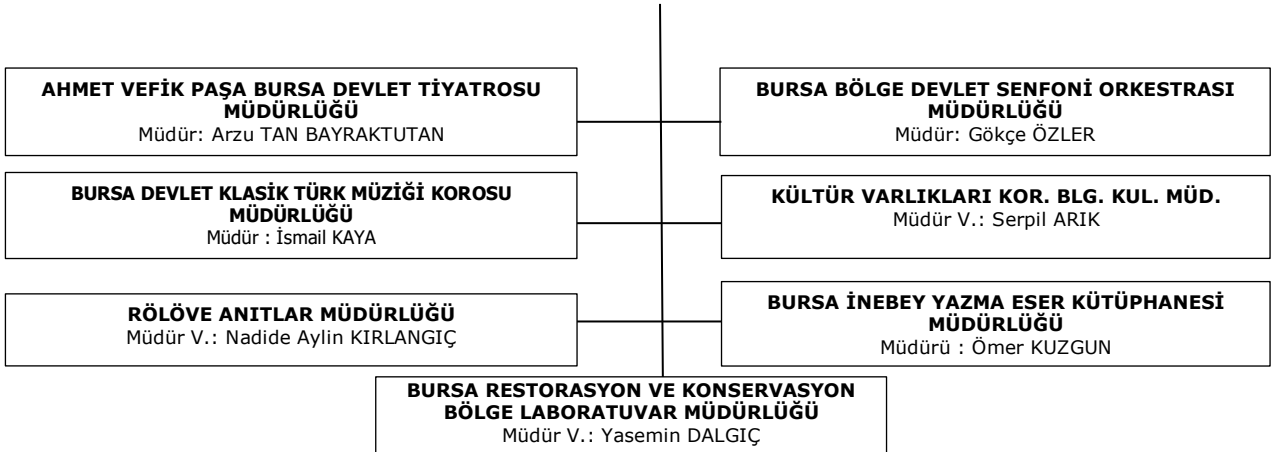 AHMET VEFİK PAŞA BURSA DEVLET TİYATROSU
MÜDÜRLÜĞÜ
Müdür: Arzu TAN BAYRAKTUTAN
BURSA BÖLGE DEVLET SENFONİ ORKESTRASI
MÜDÜRLÜĞÜ
Müdür: Gökçe ÖZLER
BURSA DEVLET KLASİK TÜRK MÜZİĞİ KOROSU
MÜDÜRLÜĞÜ
Müdür : İsmail KAYA
KÜLTÜR VARLIKLARI KOR. BLG. KUL. MÜD.
Müdür V.: Serpil ARIK
RÖLÖVE ANITLAR MÜDÜRLÜĞÜ
Müdür V.: Nadide Aylin KIRLANGIÇ
BURSA İNEBEY YAZMA ESER KÜTÜPHANESİ
MÜDÜRLÜĞÜ
Müdürü : Ömer KUZGUN
BURSA RESTORASYON VE KONSERVASYON
BÖLGE LABORATUVAR MÜDÜRLÜĞÜ
Müdür V.: Yasemin DALGIÇ